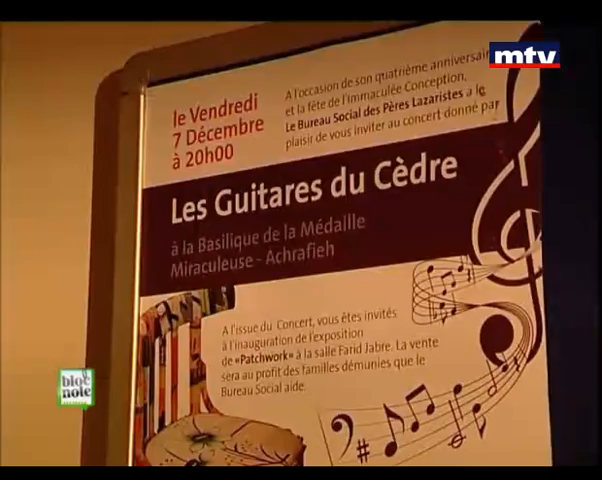 mtv
le Vendredi
7 Décembre
à 20h00
A l'occasion de son quatrième anniversaire
et la fête de l'Immaculée Conception,
Le Bureau Social des Pères Lazaristes a le
plaisir de vous inviter au concert donné par
Les Guitares du Cèdre
à la Basilique de la Médaille
Miraculeuse - Achrafieh
A l'issue du Concert, vous êtes invités
à l'inauguration de l'exposition
de «Patchwork» à la salle Farid Jabre. La vente
sera au profit des familles démunies que le
Bureau Social aide.
bloc
note